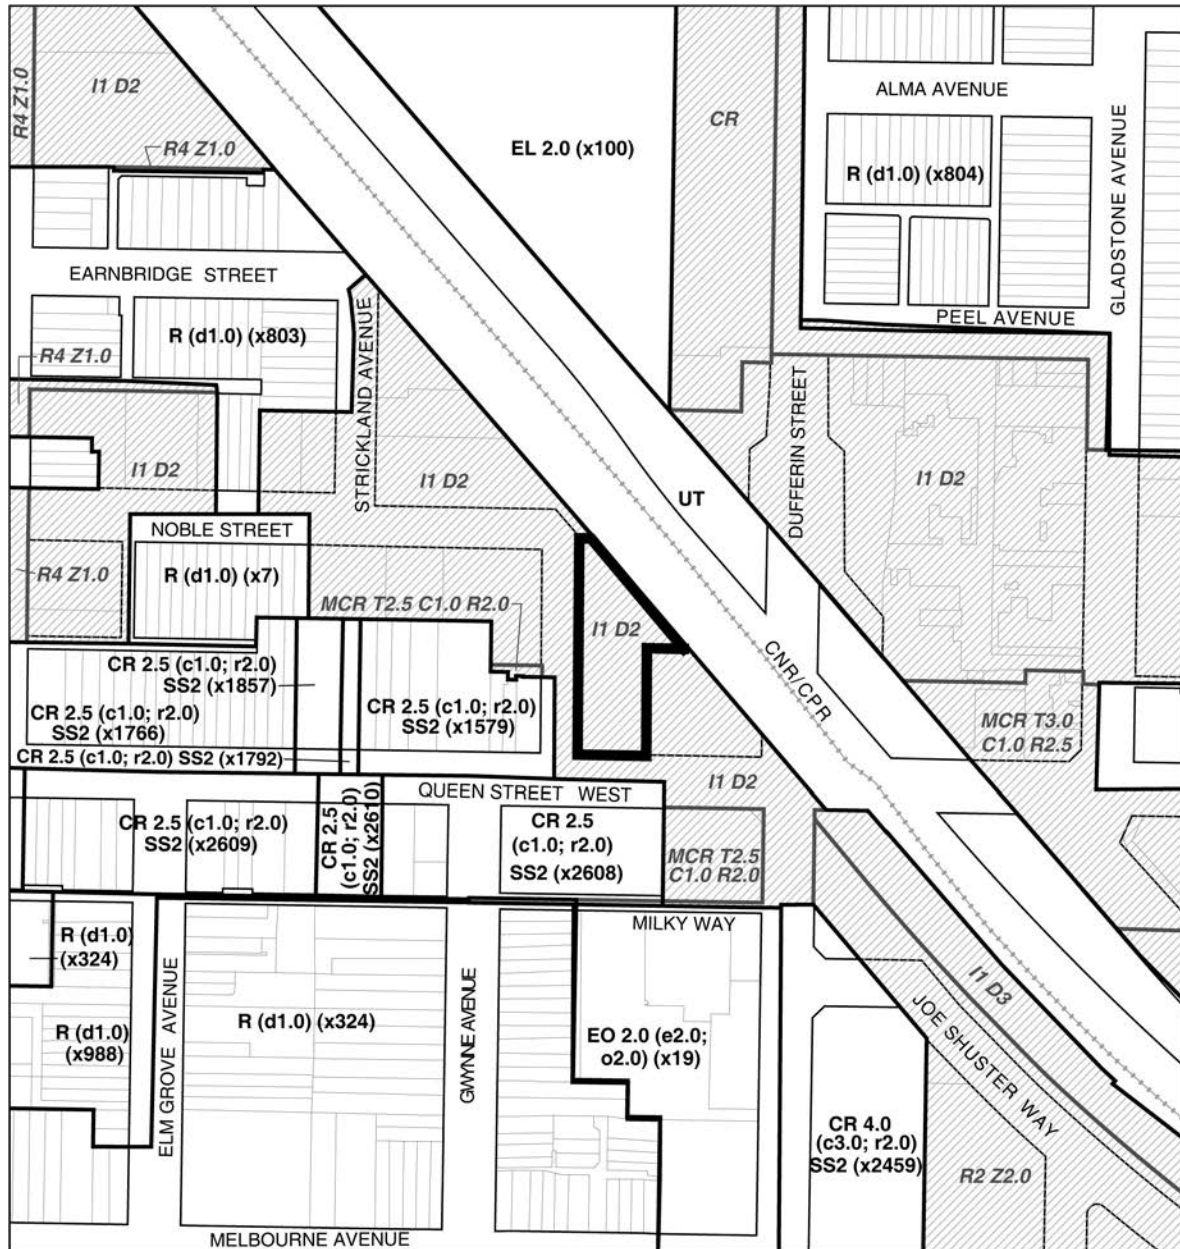 I1 D2
R4 Z1.0
R4 Z1.0
EL 2.0 (x100)
CR
ALMA AVENUE
R (d1.0) (x804)
GLADSTONE AVENUE
PEEL AVENUE
EARNBRIDGE STREET
R (d1.0) (x803)
R4 Z1.0
STRICKLAND AVENUE
I1 D2
I1 D2
UT
DUFFERIN STREET
I1 D2
NOBLE STREET
R4 Z1.0
R (d1.0) (x7)
MCR T2.5 C1.0 R2.0
I1 D2
CNR/CPR
CR 2.5 (c1.0; r2.0)
SS2 (x1857)
CR 2.5 (c1.0; r2.0)
SS2 (x1766)
CR 2.5 (c1.0; r2.0)
SS2 (x1579)
CR 2.5 (c1.0; r2.0) SS2 (x1792)
MCR T3.0
C1.0 R2.5
I1 D2
QUEEN STREET WEST
CR 2.5 (c1.0; r2.0)
SS2 (x2609)
CR 2.5
(c1.0; r2.0)
SS2 (x2610)
CR 2.5
(c1.0; r2.0)
SS2 (x2608)
MCR T2.5
C1.0 R2.0
MILKY WAY
R (d1.0)
(x324)
R (d1.0)
(x988)
ELM GROVE AVENUE
R (d1.0) (x324)
GWYNNE AVENUE
EO 2.0 (e2.0;
o2.0) (x19)
I1 D3
JOE SHUSTER WAY
CR 4.0
(c3.0; r2.0)
SS2 (x2459)
R2 Z2.0
MELBOURNE AVENUE